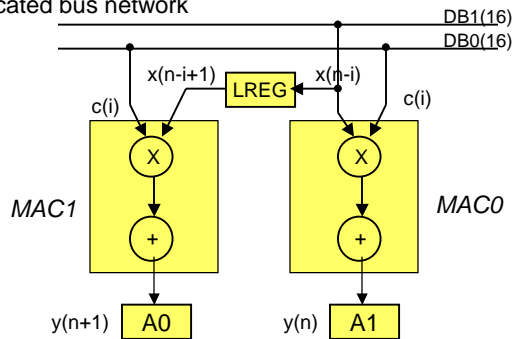 cated bus network
DB1(16)
DB0(16)
x(n-i+1) LREG x(n-i)
c(i) c(i)
X X
MAC1 MAC0
+ +
y(n+1) A0 y(n) A1